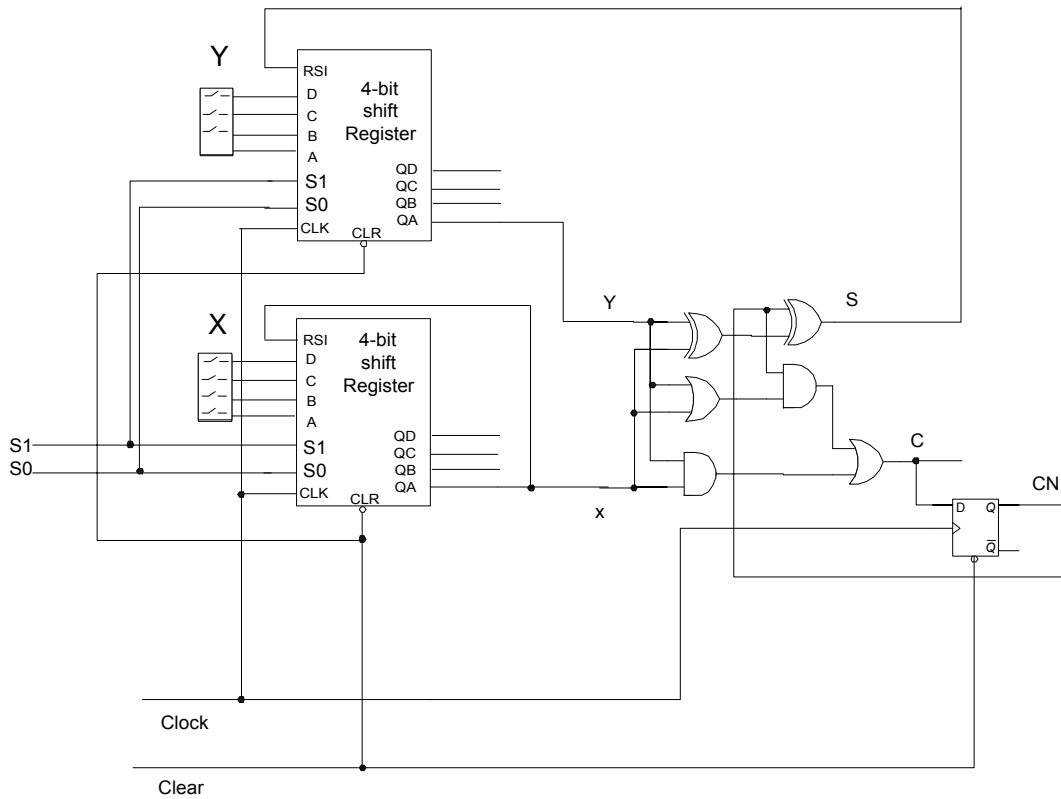 Y
RSI
D
C
B
A
S1
S0
CLK
4-bit
shift
Register
QD
QC
QB
QA
CLR
X
RSI
D
C
B
A
S1
S0
CLK
4-bit
shift
Register
QD
QC
QB
QA
CLR
S1
S0
Y
x
S
C
CN
D
Q
Q
Clock
Clear